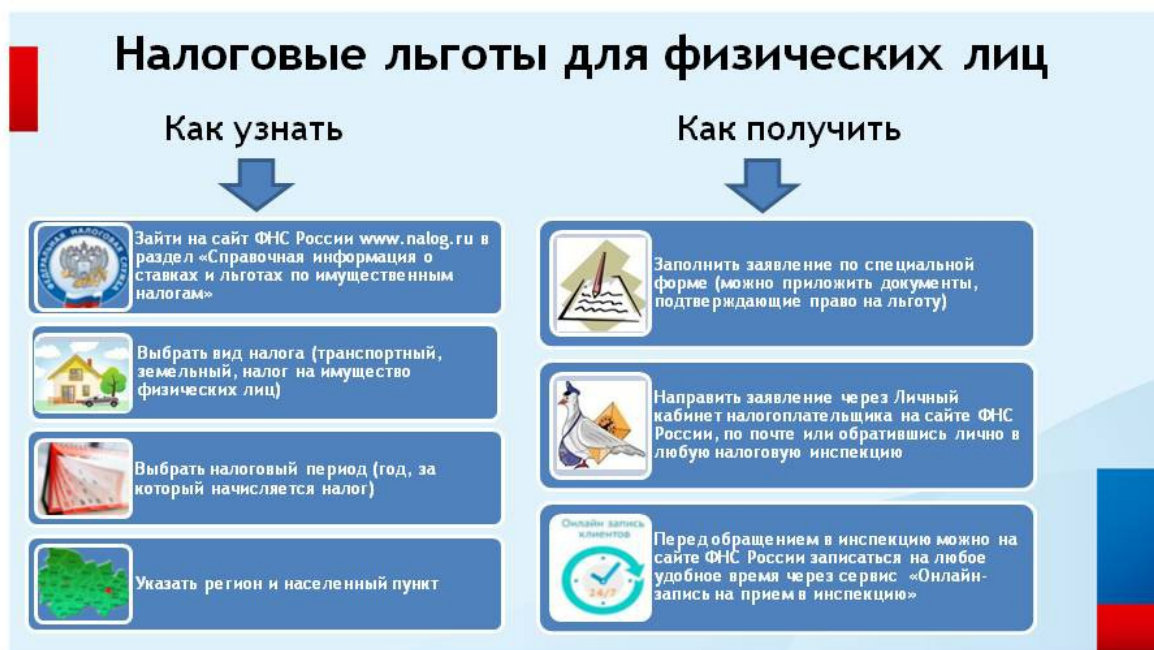 Налоговые льготы для физических лиц
Как узнать
Зайти на сайт ФНС России www.nalog.ru в
раздел «Справочная информация о
ставках и льготах по имущественным
налогам»
Выбрать вид налога (транспортный,
земельный, налог на имущество
физических лиц)
Выбрать налоговый период (год, за
который начисляется налог)
Указать регион и населенный пункт
Как получить
Заполнить заявление по специальной
форме (можно приложить документы,
подтверждающие право на льготу)
Направить заявление через Личный
кабинет налогоплательщика на сайте ФНС
России, по почте или обратившись лично в
любую налоговую инспекцию
Онлайн запись
клиентов
24/7
Перед обращением в инспекцию можно на
сайте ФНС России записаться на любое
удобное время через сервис «Онлайн-
запись на прием в инспекцию»